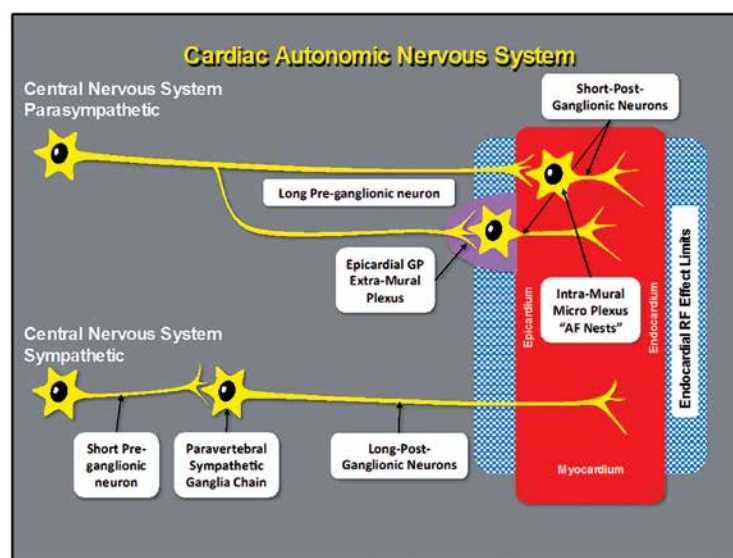 Cardiac Autonomic Nervous System
Central Nervous System
Parasympathetic
Short-Post-
Ganglionic Neurons
Long Pre-ganglionic neuron
Epicardial GP
Extra-Mural
Plexus
Epicardium
Intra-Mural
Micro Plexus
"AF Nests"
Endocardium
Endocardial RF Effect Limits
Central Nervous System
Sympathetic
Short Pre-
ganglionic
neuron
Paravertebral
Sympathetic
Ganglia Chain
Long-Post-
Ganglionic Neurons
Myocardium